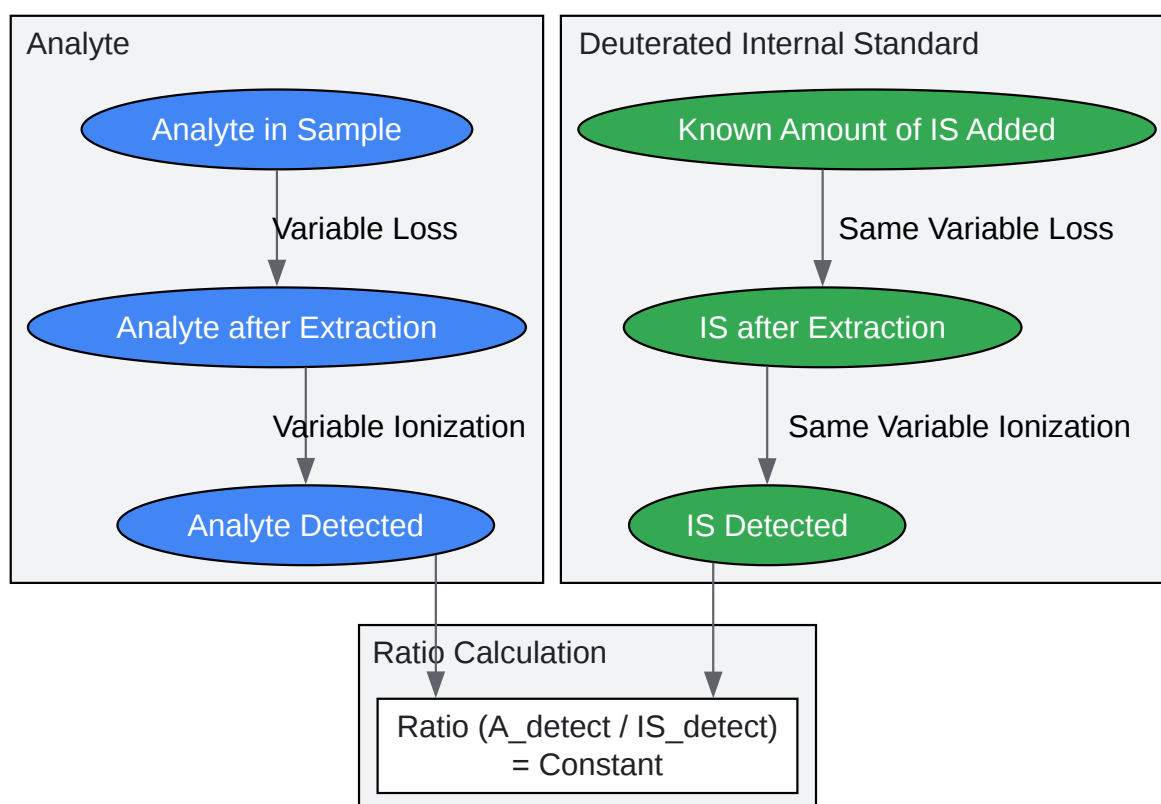 Analyte
Analyte in Sample
Variable Loss
Analyte after Extraction
Variable Ionization
Analyte Detected
Deuterated Internal Standard
Known Amount of IS Added
Same Variable Loss
IS after Extraction
Same Variable Ionization
IS Detected
Ratio Calculation
Ratio (A_detect / IS_detect)
= Constant